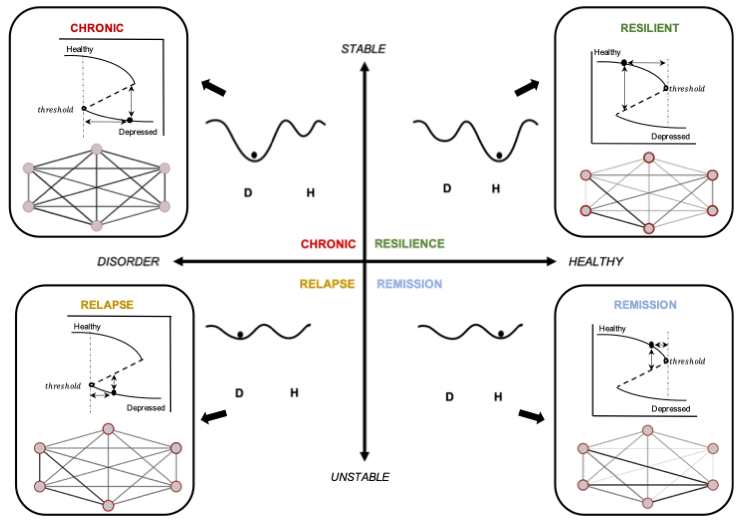 CHRONIC
Healthy
threshold
Depressed
STABLE
RESILIENT
Healthy
threshold
Depressed
D H
D H
CHRONIC RESILIENCE
DISORDER HEALTHY
RELAPSE REMISSION
RELAPSE
Healthy
threshold
Depressed
D H
D H
REMISSION
Healthy
threshold
Depressed
UNSTABLE